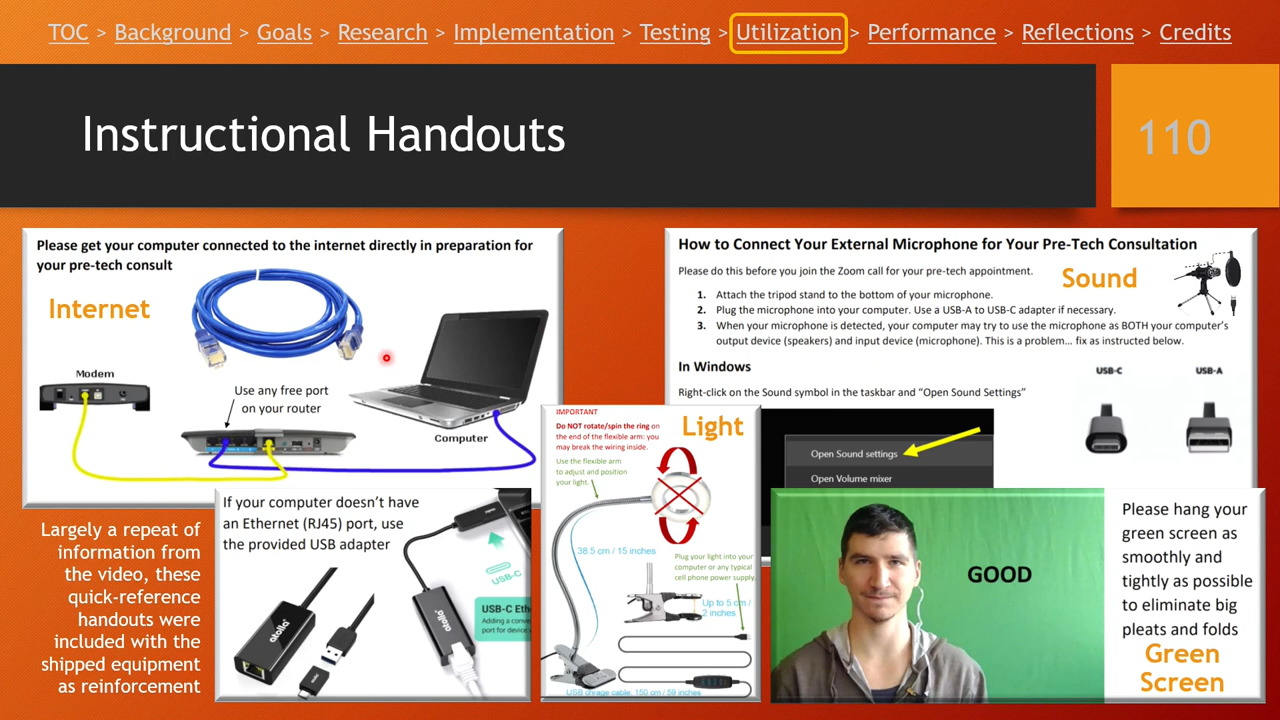 TOC > Background > Goals > Research > Implementation > Testing > Utilization > Performance > Reflections > Credits
Instructional Handouts
110
Please get your computer connected to the internet directly in preparation for
your pre-tech consult
Internet
Modem
Use any free port
on your router
Computer
How to Connect Your External Microphone for Your Pre-Tech Consultation
Please do this before you join the Zoom call for your pre-tech appointment.
Sound
1. Attach the tripod stand to the bottom of your microphone.
2. Plug the microphone into your computer. Use a USB-A to USB-C adapter if necessary.
3. When your microphone is detected, your computer may try to use the microphone as BOTH your computer's
output device (speakers) and input device (microphone). This is a problem... fix as instructed below.
In Windows
Right-click on the Sound symbol in the taskbar and “Open Sound Settings”
USB-C
USB-A
Open Sound settings
Open Volume mixer
Largely a repeat of
information from
the video, these
quick-reference
handouts were
included with the
shipped equipment
as reinforcement
If your computer doesn't have
an Ethernet (RJ45) port, use
the provided USB adapter
USB-C
USB-C Eth
Adding a conve
port for device
atolla
atolla
IMPORTANT
Do NOT rotate/spin the ring on
the end of the flexible arm: you
may break the wiring inside.
Light
Use the flexible arm
to adjust and position
your light.
38.5 cm / 15 inches
Plug your light into your
computer or any typical
cell phone power supply.
Up to 5 cm /
2 inches
USB chrage cable, 150 cm / 59 inches
GOOD
Please hang your
green screen as
smoothly and
tightly as possible
to eliminate big
pleats and folds
Green
Screen